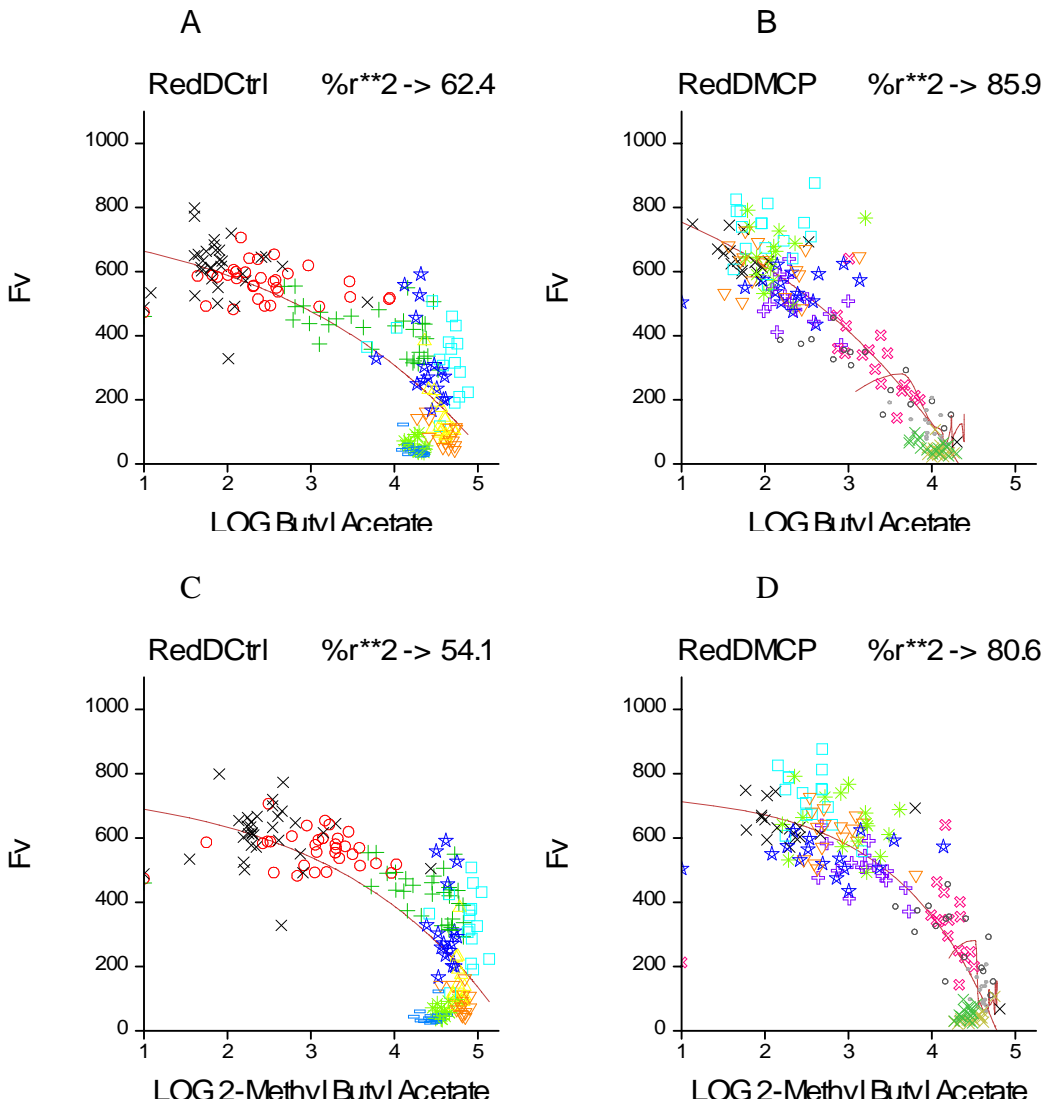 A B
RedDCtrl %r**2 -> 62.4 RedDMCP %r**2 -> 85.9
1000 1000
800 800
600 600
Fv Fv
400 400
200 200
0 0
1 2 3 4 5 1 2 3 4 5
LOG Butyl Acetate LOG Butyl Acetate
C D
RedDCtrl %r**2 -> 54.1 RedDMCP %r**2 -> 80.6
1000 1000
800 800
600 600
Fv Fv
400 400
200 200
0 0
1 2 3 4 5 1 2 3 4 5
LOG 2-Methyl Butyl Acetate LOG 2-Methyl Butyl Acetate